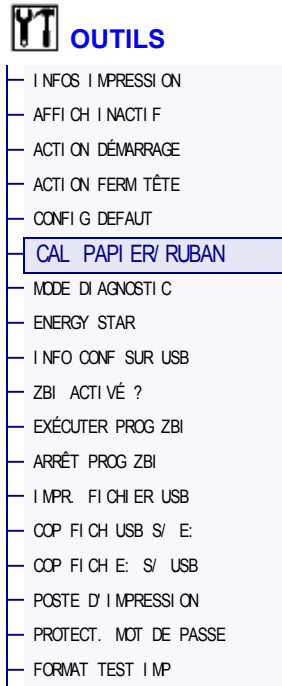 OUTILS
INFOS IMPRESSION
AFFICH INACTIF
ACTION DÉMARRAGE
ACTION FERM TÊTE
CONFIG DEFAUT
CAL PAPIER/RUBAN
MODE DIAGNOSTIC
ENERGY STAR
INFO CONF SUR USB
ZBI ACTIVÉ ?
EXÉCUTER PROG ZBI
ARRÊT PROG ZBI
IMPR. FICHIER USB
COP FICH USB S/ E:
COP FICH E: S/ USB
POSTE D'IMPRESSION
PROTECT. MOT DE PASSE
FORMAT TEST IMP